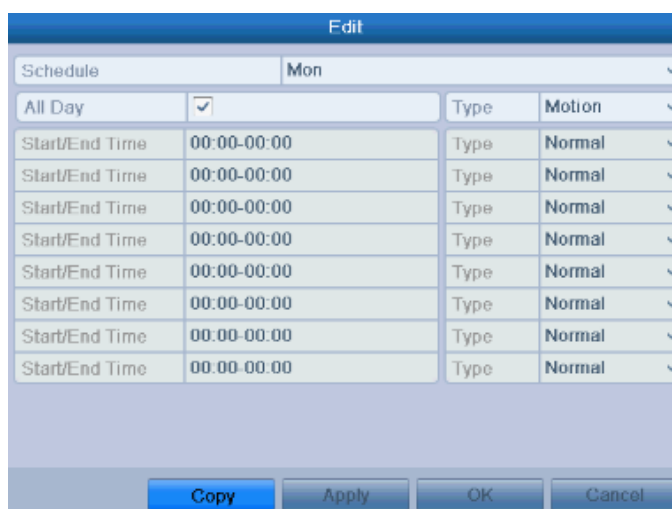 Edit
Schedule Mon
All Day Type Motion
Start/End Time 00:00-00:00 Type Normal
Start/End Time 00:00-00:00 Type Normal
Start/End Time 00:00-00:00 Type Normal
Start/End Time 00:00-00:00 Type Normal
Start/End Time 00:00-00:00 Type Normal
Start/End Time 00:00-00:00 Type Normal
Start/End Time 00:00-00:00 Type Normal
Start/End Time 00:00-00:00 Type Normal
Copy Apply OK Cancel